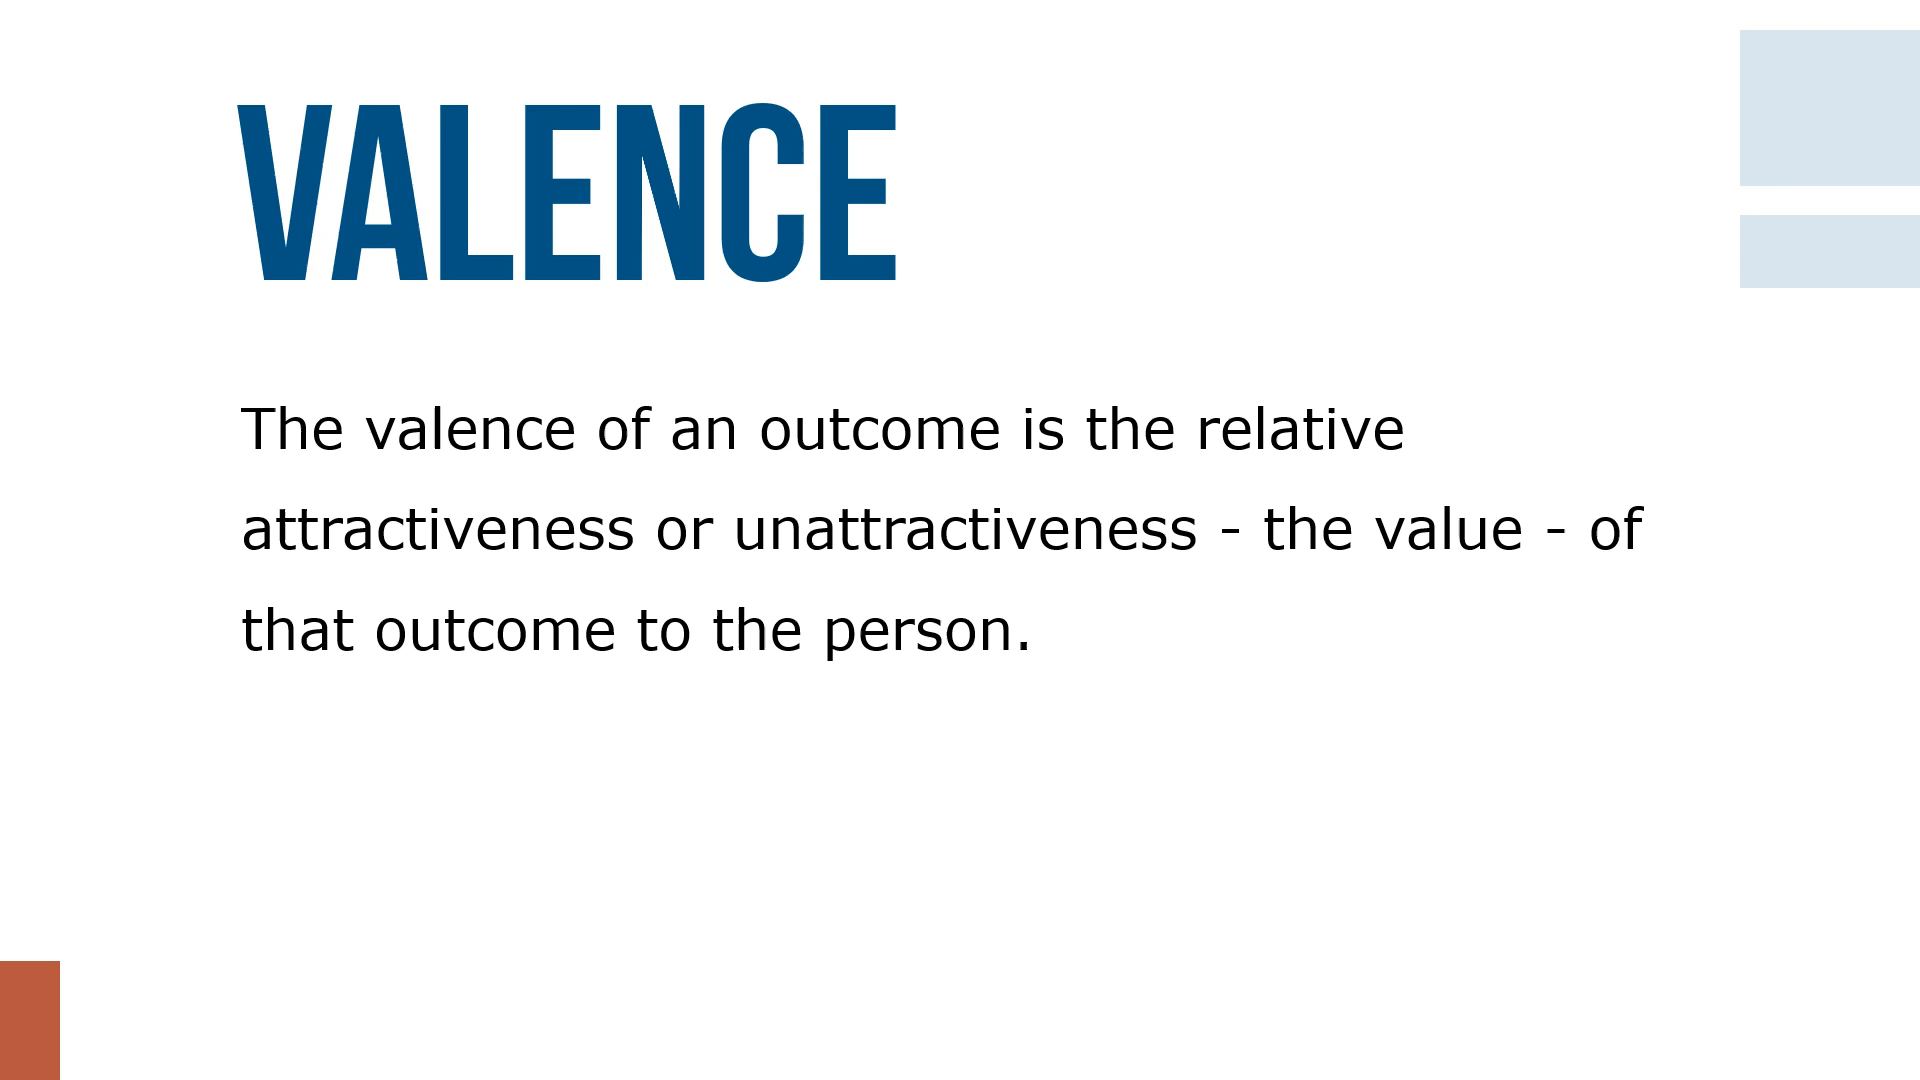 VALENCE
The valence of an outcome is the relative
attractiveness or unattractiveness - the value - of
that outcome to the person.